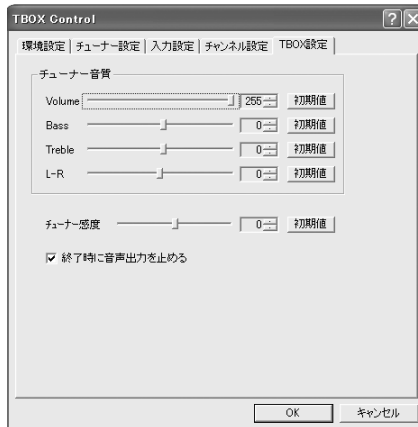 TBOX Control
環境設定 チューナー設定 入力設定 チャンネル設定 TBOX設定
チューナー音質
Volume 255 初期値
Bass 0 初期値
Treble 0 初期値
L-R 0 初期値
チューナー感度 0 初期値
終了時に音声出力を止める
OK キャンセル